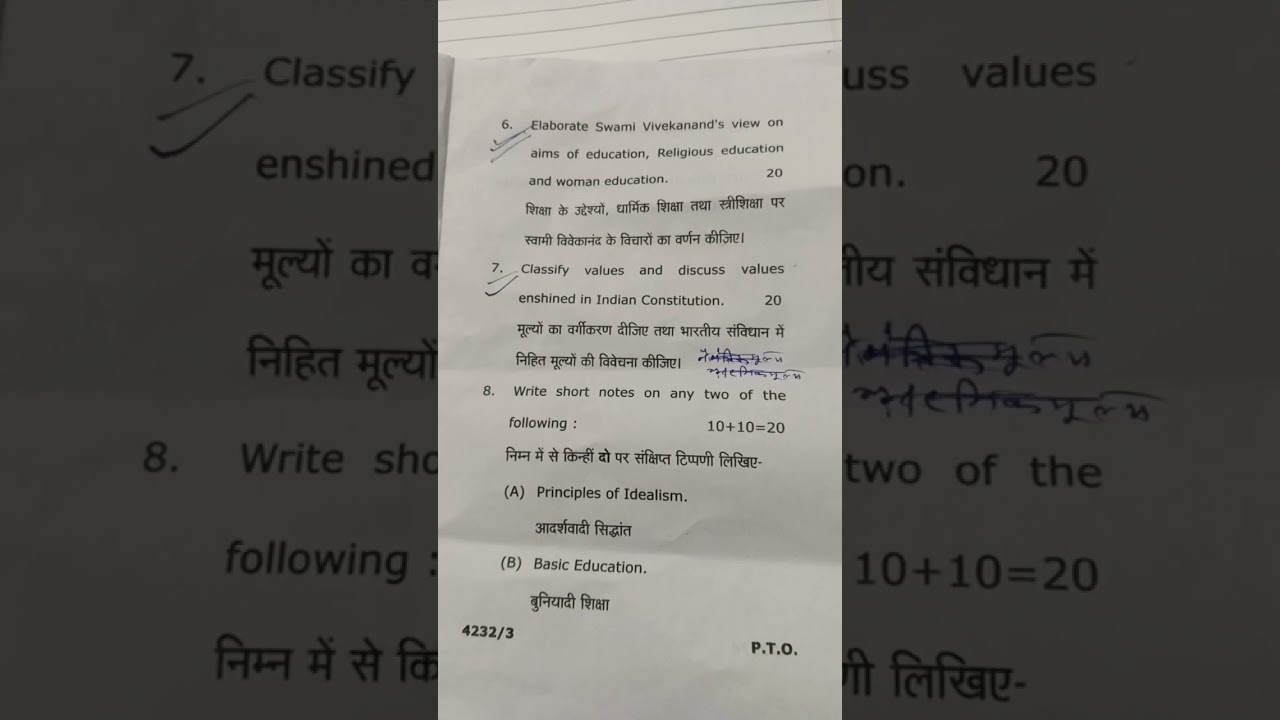 6. Elaborate Swami Vivekanand's view on
aims of education, Religious education
and woman education. 20
शिक्षा के उद्देश्यों, धार्मिक शिक्षा तथा स्त्रीशिक्षा पर
स्वामी विवेकानंद के विचारों का वर्णन कीजिए।
7. Classify values and discuss values
enshined in Indian Constitution. 20
मूल्यों का वर्गीकरण दीजिए तथा भारतीय संविधान में
निहित मूल्यों की विवेचना कीजिए।
मूल्य
मूल्य
8. Write short notes on any two of the
following : 10+10=20
निम्न में से किन्हीं दो पर संक्षिप्त टिप्पणी लिखिए-
(A) Principles of Idealism.
आदर्शवादी सिद्धांत
(B) Basic Education.
बुनियादी शिक्षा
4232/3
P.T.O.